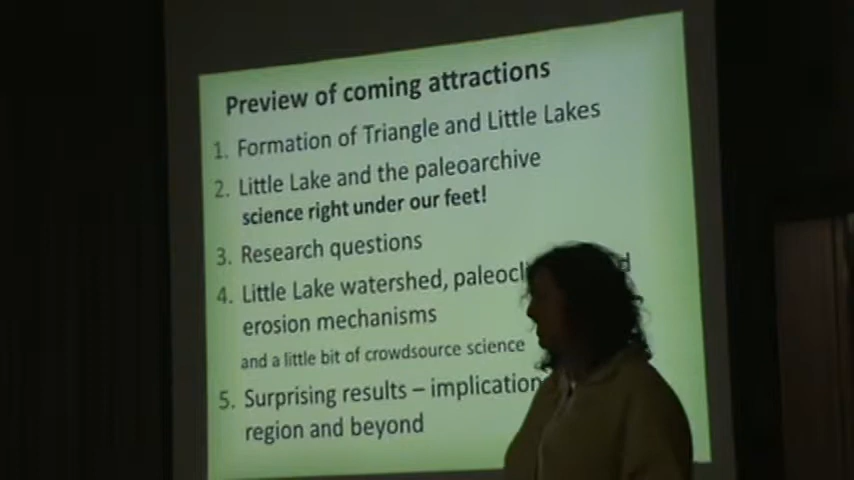 Preview of coming attractions
1. Formation of Triangle and Little Lakes
2. Little Lake and the paleoarchive
science right under our feet!
3. Research questions
4. Little Lake watershed,
erosion mechanisms
and a little bit of crowdsource science
5. Surprising results –
region and beyond